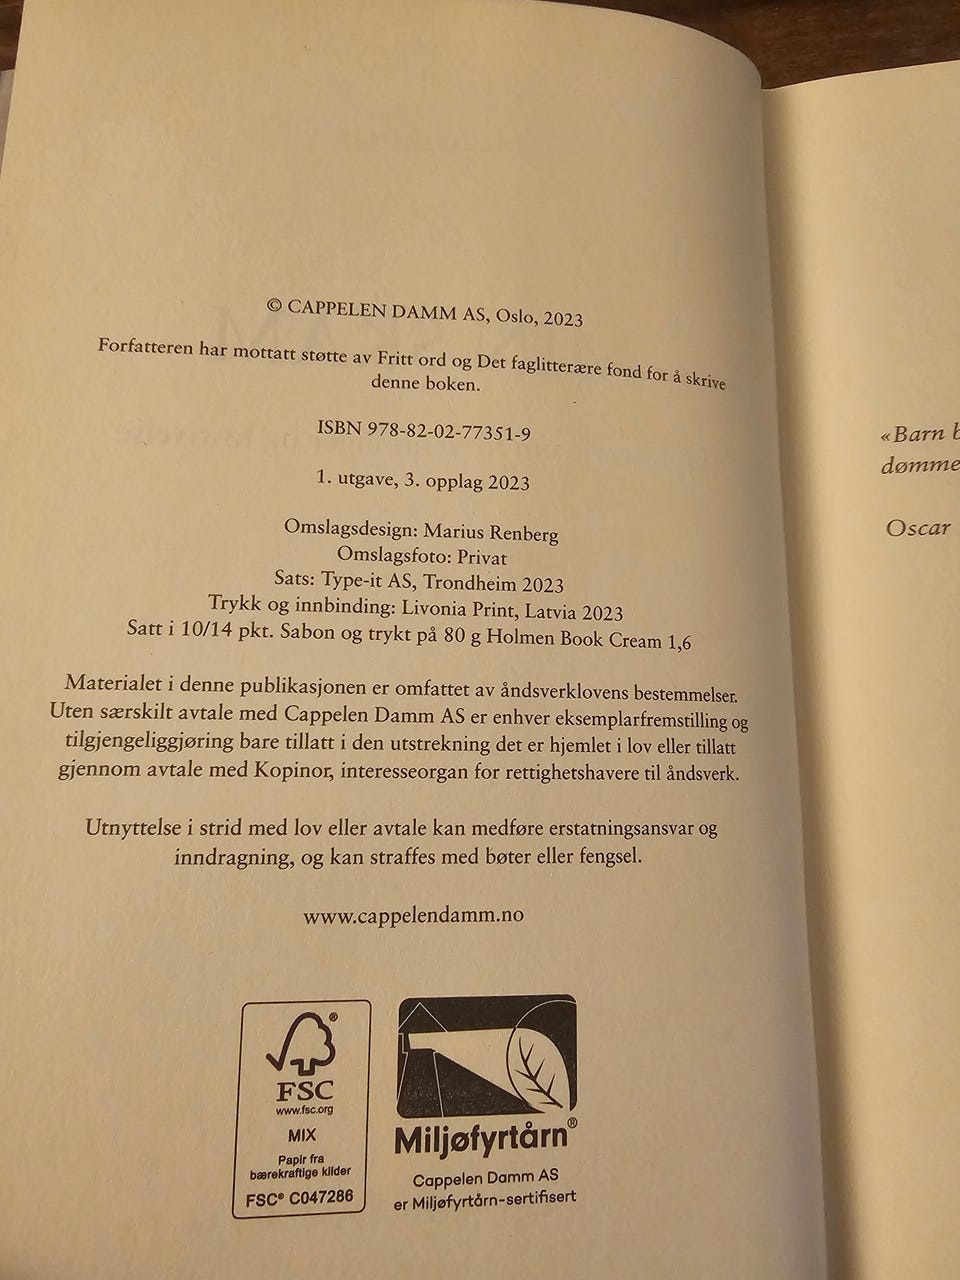 © CAPPELEN DAMM AS, Oslo, 2023
Forfatteren har mottatt støtte av Fritt ord og Det faglitterære fond for å skrive
denne boken.
ISBN 978-82-02-77351-9
1. utgave, 3. opplag 2023
Omslagsdesign: Marius Renberg
Omslagsfoto: Privat
Sats: Type-it AS, Trondheim 2023
Trykk og innbinding: Livonia Print, Latvia 2023
Satt i 10/14 pkt. Sabon og trykt på 80 g Holmen Book Cream 1,6
Materialet i denne publikasjonen er omfattet av åndsverklovens bestemmelser.
Uten særskilt avtale med Cappelen Damm AS er enhver eksemplarfremstilling og
tilgjengeliggjøring bare tillatt i den utstrekning det er hjemlet i lov eller tillatt
gjennom avtale med Kopinor, interesseorgan for rettighetshavere til åndsverk.
Utnyttelse i strid med lov eller avtale kan medføre erstatningsansvar og
inndragning, og kan straffes med bøter eller fengsel.
www.cappelendamm.no
®
FSC
www.fsc.org
MIX
Papir fra
bærekraftige kilder
FSC® C047286
Miljøfyrtårn®
Cappelen Damm AS
er Miljøfyrtårn-sertifisert
«Barn b
dømme
Oscar